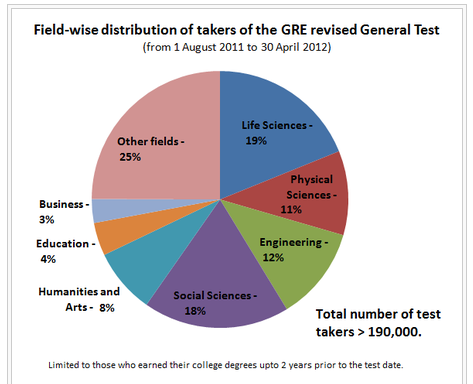 Field-wise distribution of takers of the GRE revised General Test
(from 1 August 2011 to 30 April 2012)
Life Sciences -
19%
Other fields -
25%
Physical
Sciences -
11%
Business -
3%
Engineering -
12%
Education -
4%
Humanities and
Arts - 8%
Social Sciences -
18%
Total number of test
takers > 190,000.
Limited to those who earned their college degrees upto 2 years prior to the test date.